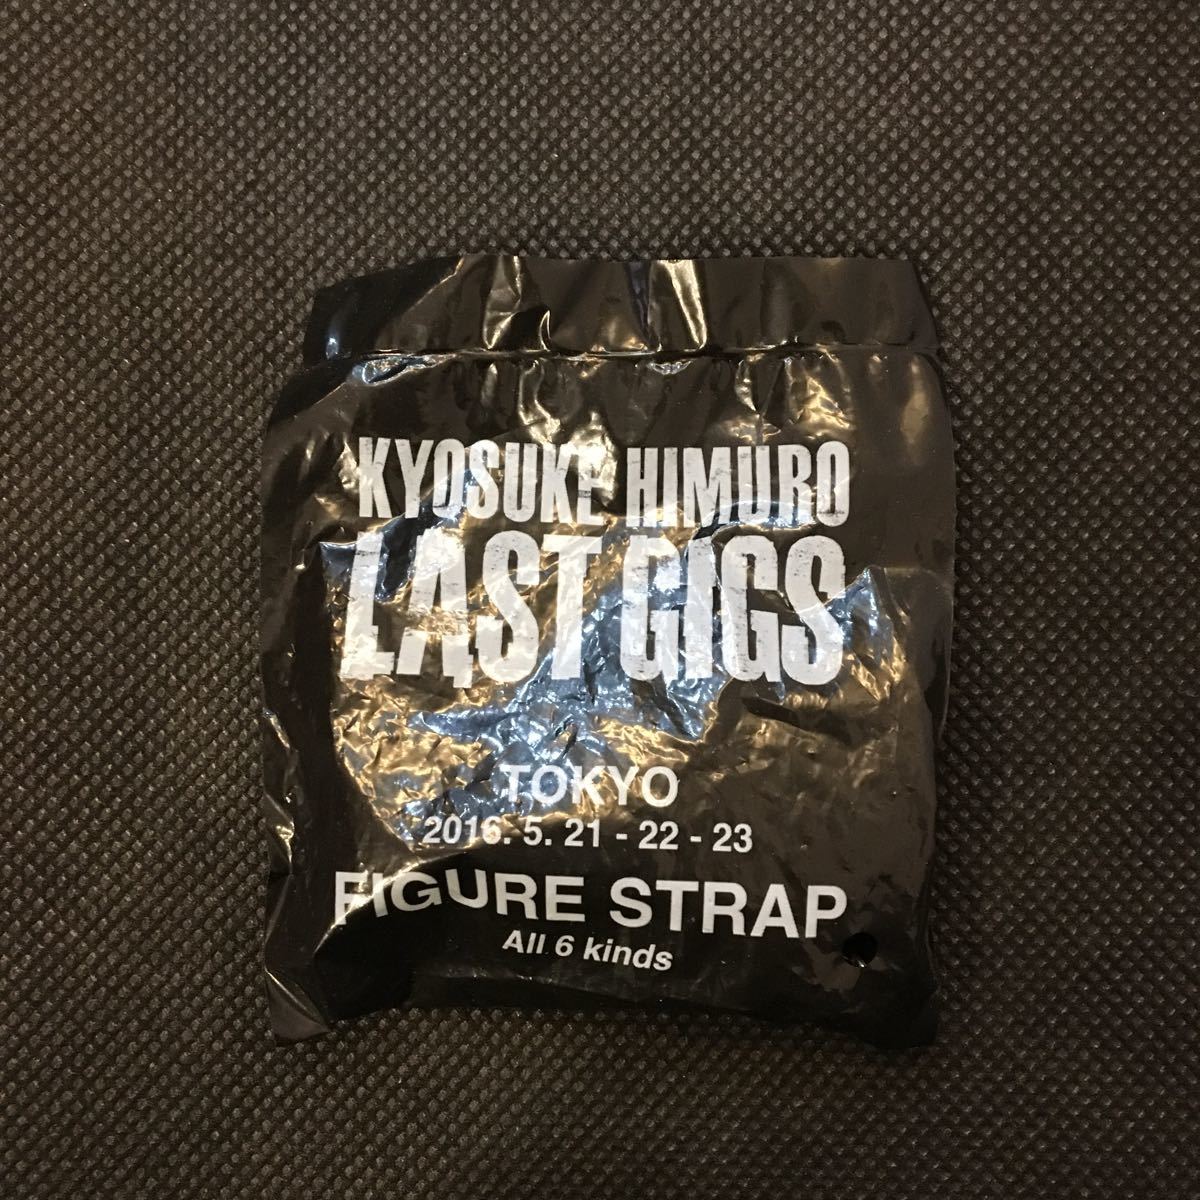 KYOSUKE HIMURO
LAST GIGS
TOKYO
2016. 5. 21 - 22 - 23
FIGURE STRAP
All 6 kinds